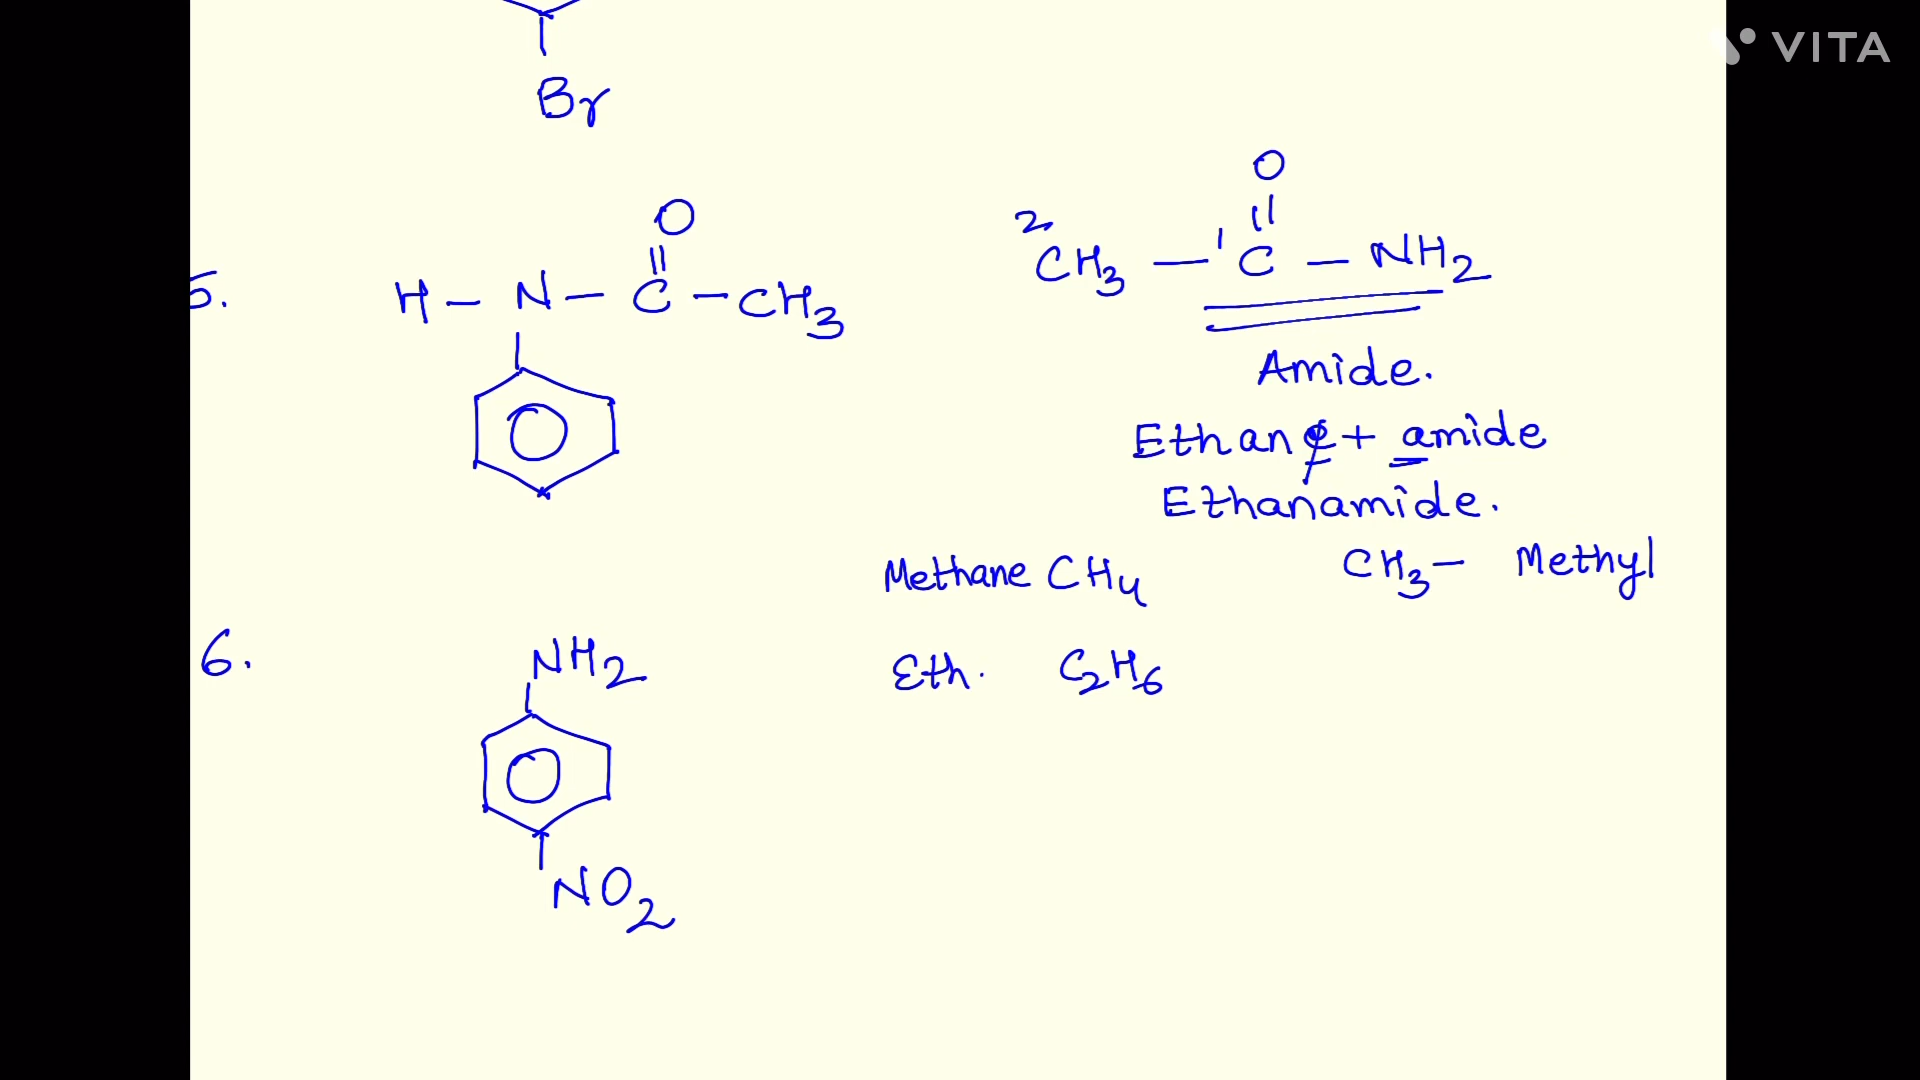 VITA
Br
O
||
5. H - N - C - CH3
O
||
2 CH3 - 1 C - NH2
Amide.
Ethane + amide
Ethanamide.
Methane CH4
CH3 - Methyl
6.
NH2
Eth. C2H6
NO2